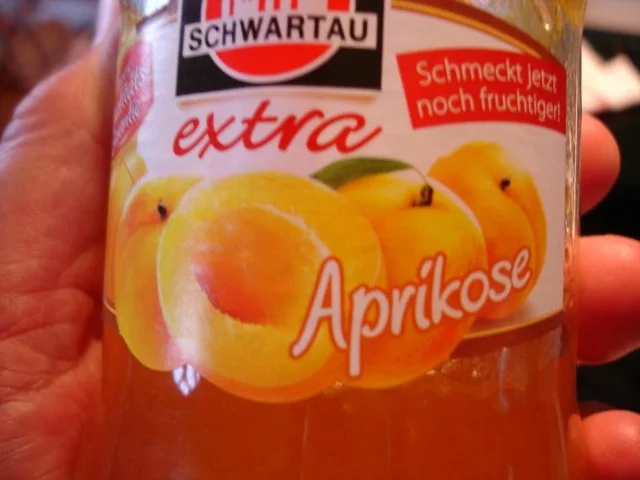 SCHWARTAU
extra
Schmeckt jetzt
noch fruchtiger!
Aprikose